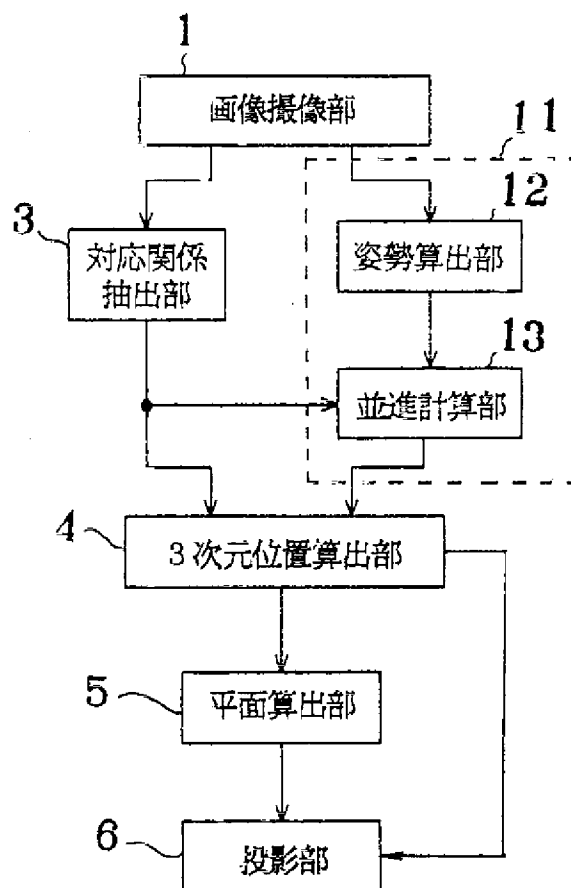 1
画像撮像部
11
3
対応関係
抽出部
12
姿勢算出部
13
並進計算部
4
3次元位置算出部
5
平面算出部
6
投影部